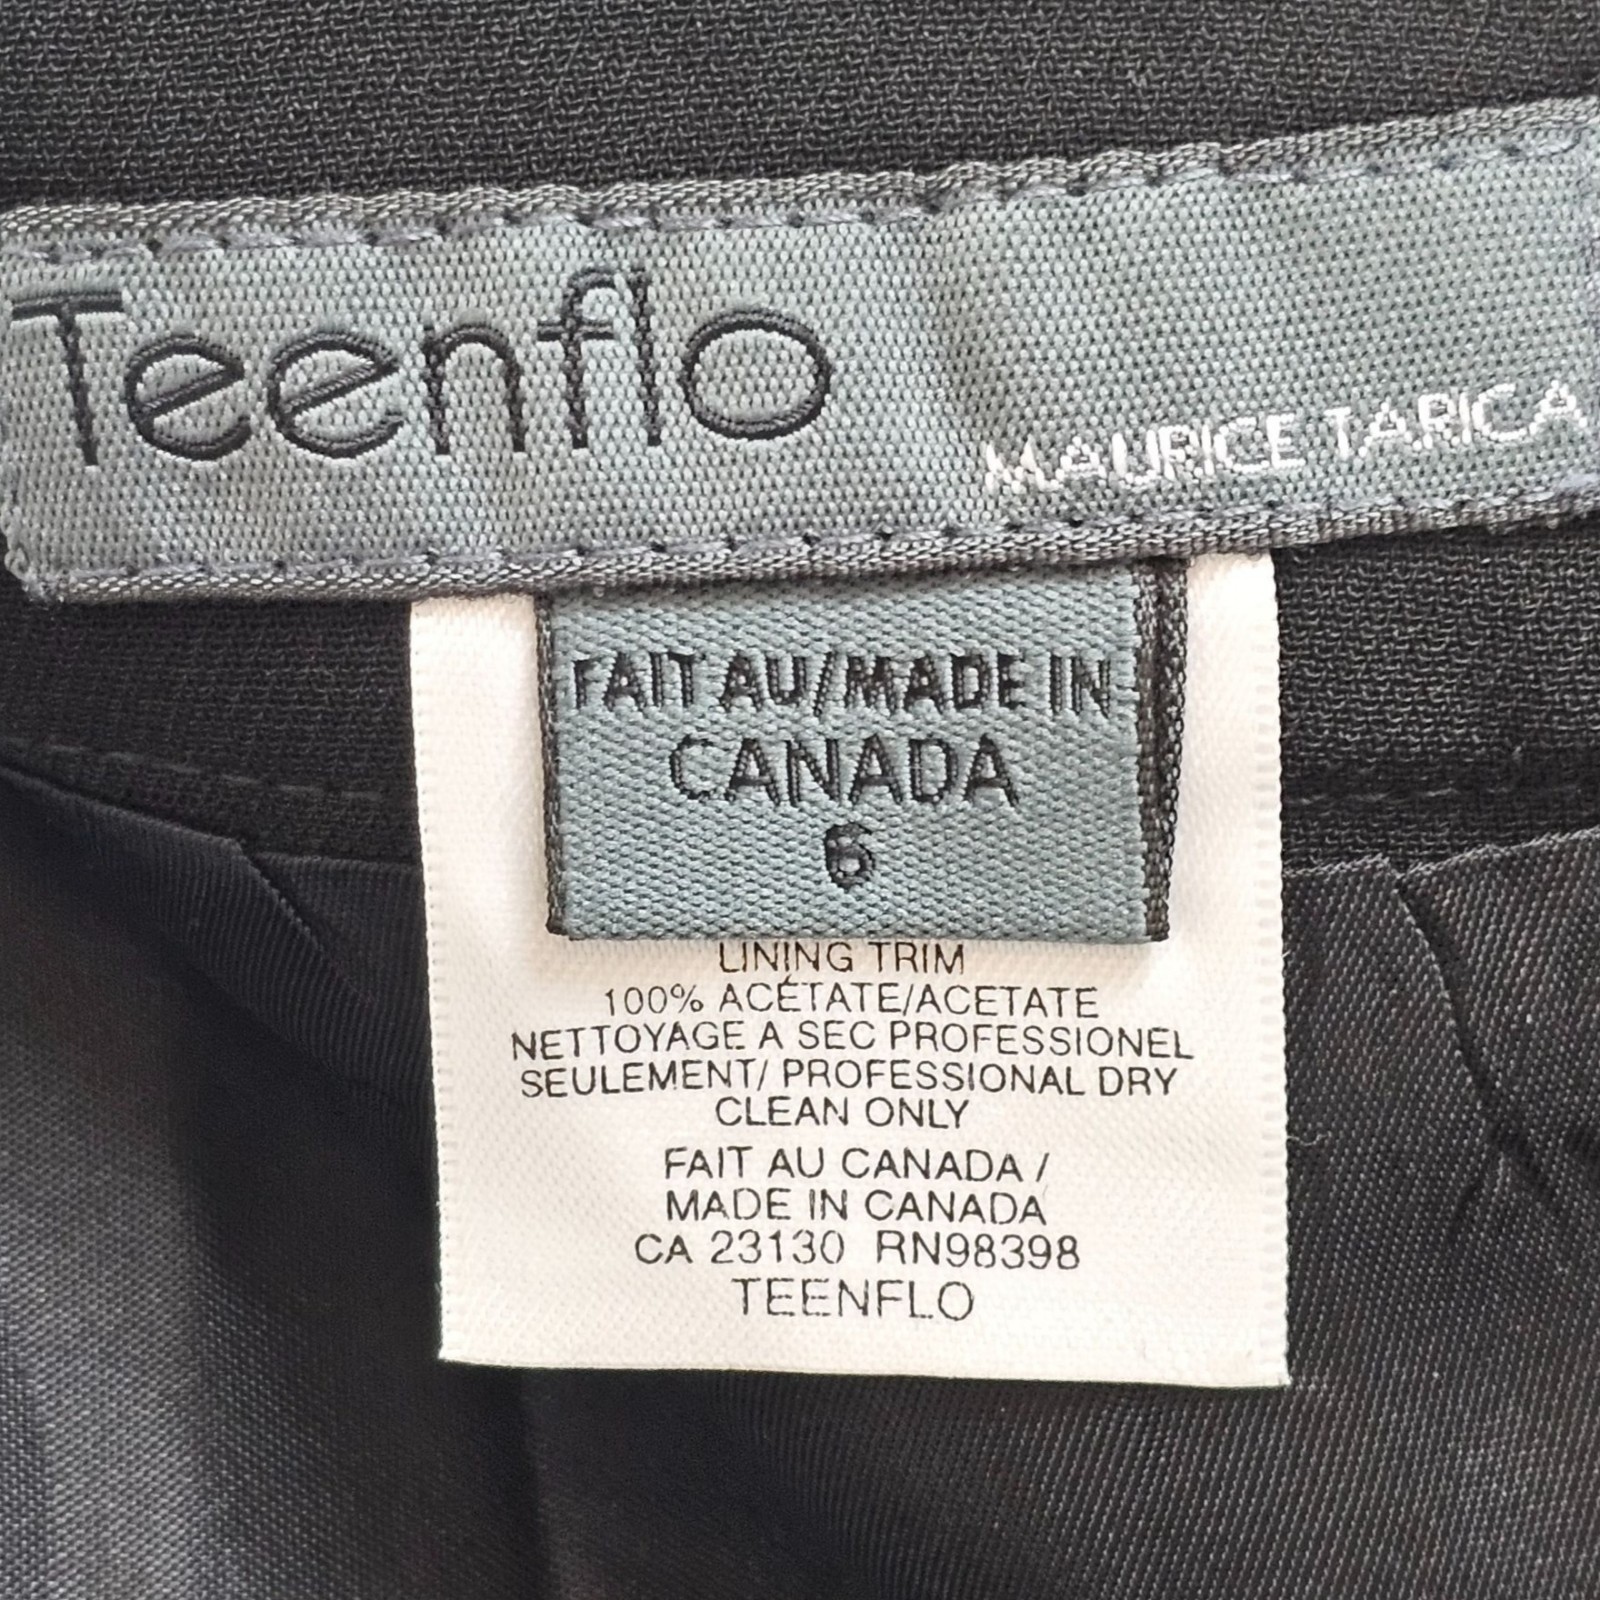 Teenflo
MAURICE TARICA
FAIT AU/MADE IN
CANADA
6
LINING TRIM
100% ACÉTATE/ACETATE
NETTOYAGE A SEC PROFESSIONEL
SEULEMENT/ PROFESSIONAL DRY
CLEAN ONLY
FAIT AU CANADA /
MADE IN CANADA
CA 23130 RN98398
TEENFLO